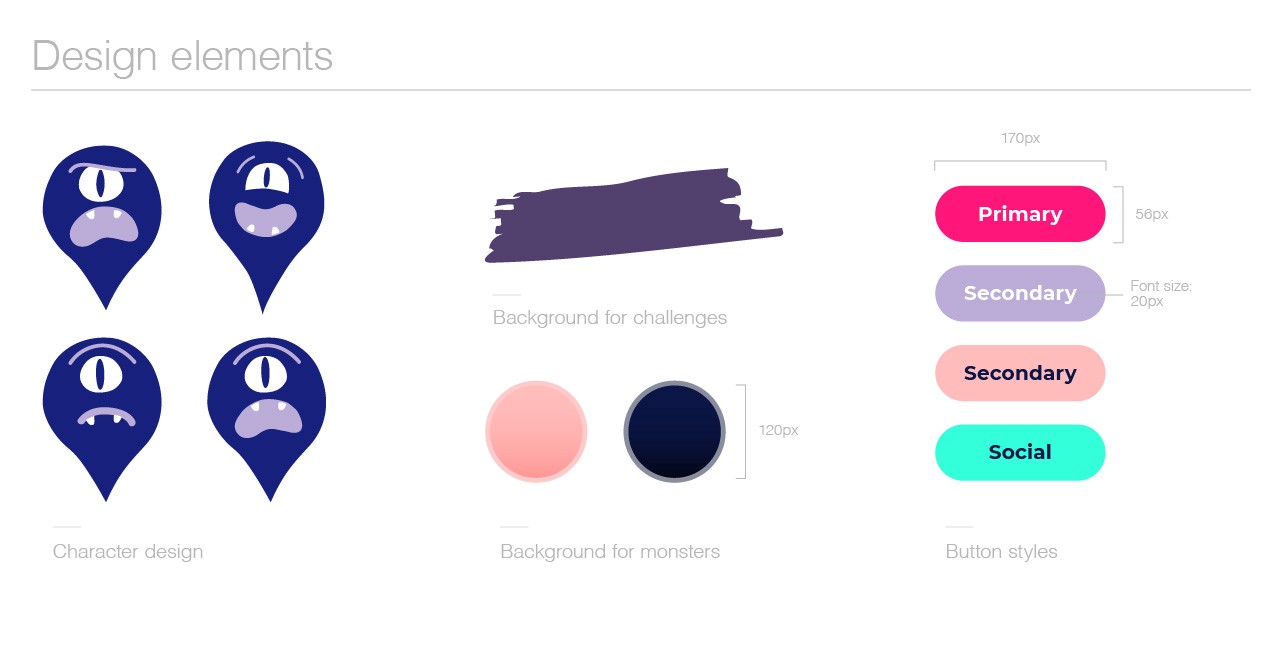 Design elements
170px
Primary
56px
Secondary
Font size:
20px
Background for challenges
Secondary
120px
Social
Character design
Background for monsters
Button styles